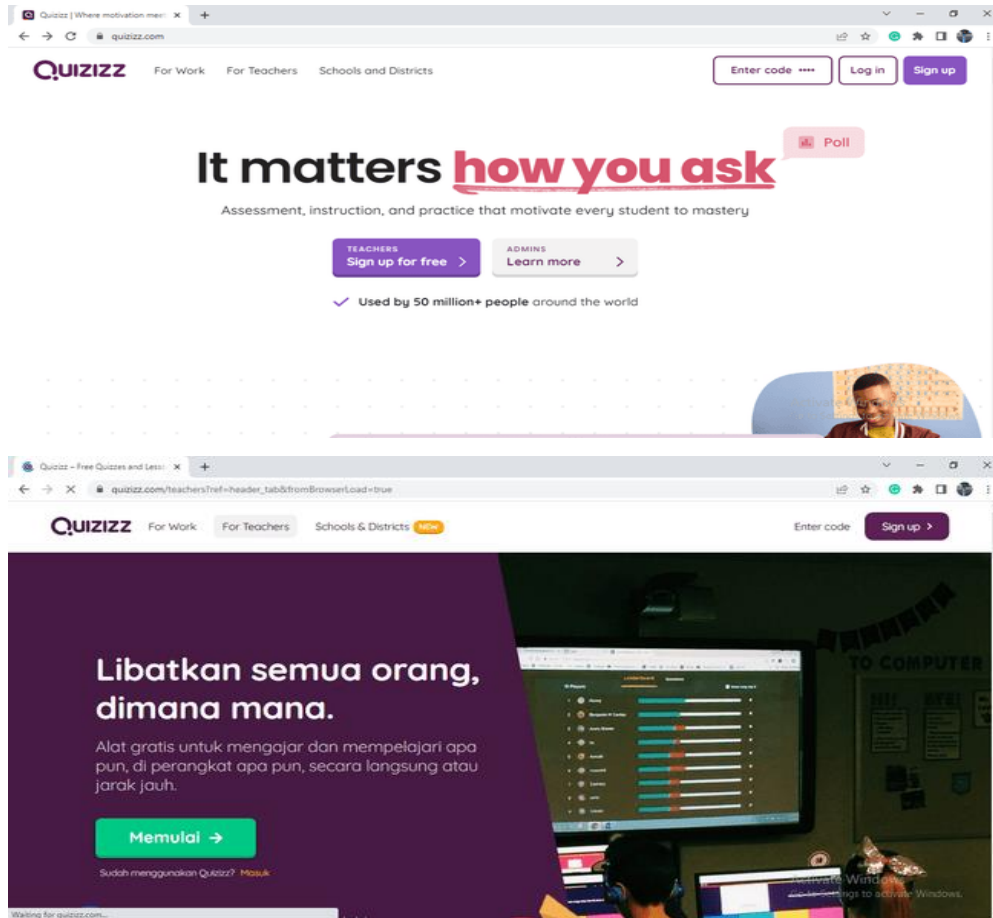 Quizizz | Where motivation meet
quizizz.com
QUIZIZZ For Work For Teachers Schools and Districts Enter code •••• Log in Sign up
Poll
It matters how you ask
Assessment, instruction, and practice that motivate every student to mastery
TEACHERS
Sign up for free >
ADMINS
Learn more >
Used by 50 million+ people around the world
Quizizz – Free Quizzes and Less
quizizz.com/teachers?ref=header_tab&fromBrowserLoad=true
QUIZIZZ For Work For Teachers Schools & Districts NEW Enter code Sign up >
Libatkan semua orang,
dimana mana.
Alat gratis untuk mengajar dan mempelajari apa
pun, di perangkat apa pun, secara langsung atau
jarak jauh.
Memulai →
Sudah menggunakan Quizizz? Masuk
TO COMPUTER
Activate Windows
Go to Settings to activate Windows.
Waiting for quizizz.com...